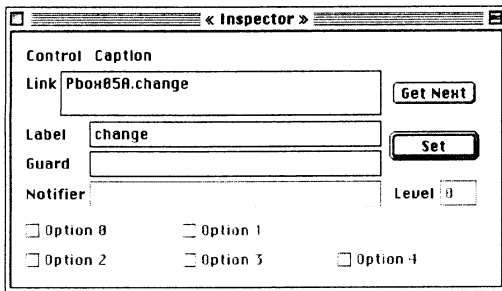 « Inspector »
Control Caption
Link Pbox05A.change
Get Next
Label change
Set
Guard
Notifier Level 0
Option 0 Option 1
Option 2 Option 3 Option 4